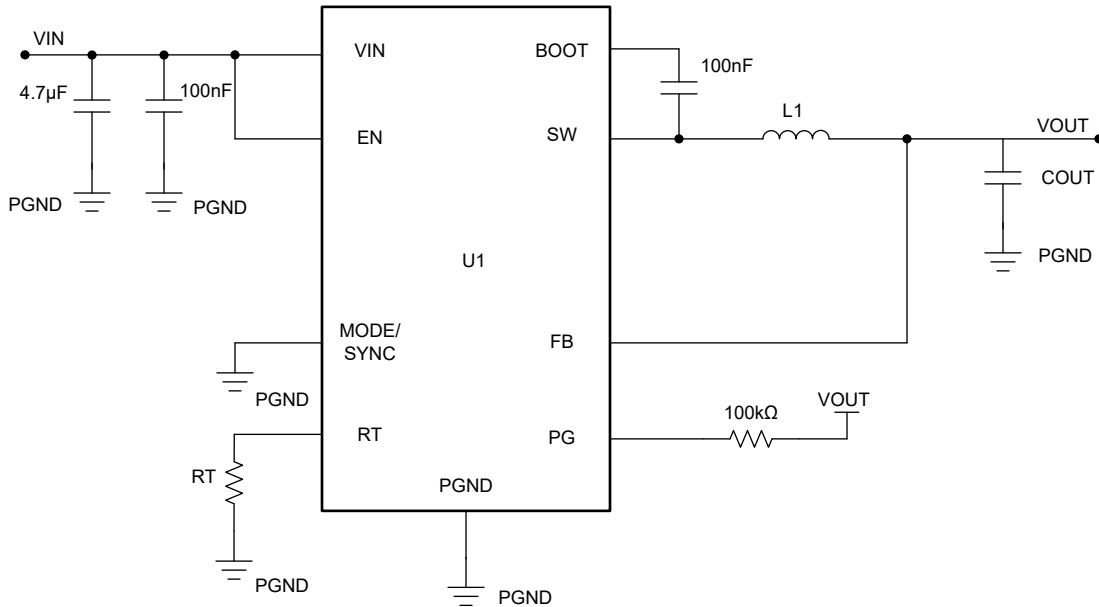 VIN
4.7µF
100nF
PGND
PGND
VIN
EN
MODE/
SYNC
PGND
RT
RT
PGND
U1
PGND
PGND
BOOT
SW
FB
PG
100nF
L1
VOUT
COUT
PGND
100kΩ
VOUT